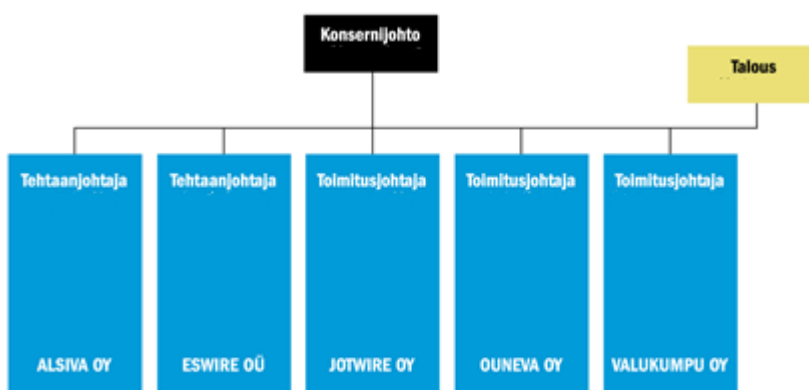 Konsernijohto
Talous
Tehtaanjohtaja
Tehtaanjohtaja
Toimitusjohtaja
Toimitusjohtaja
Toimitusjohtaja
ALSIVA OY
ESWIRE OÜ
JOTWIRE OY
OUNEVA OY
VALUKUMPU OY